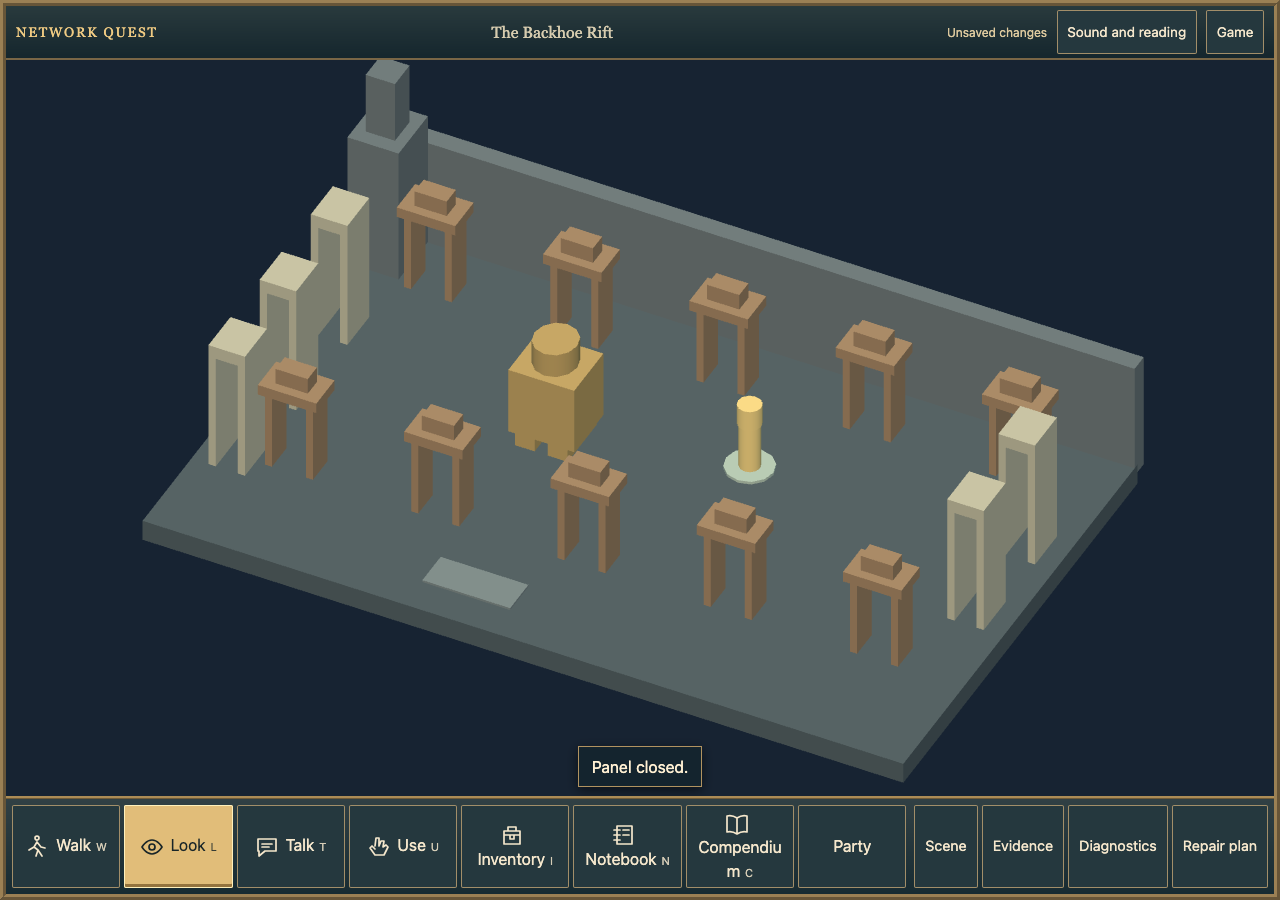 NETWORK QUEST
The Backhoe Rift
Unsaved changes
Sound and reading
Game
Panel closed.
Walk W
Look L
Talk T
Use U
Inventory I
Notebook N
Compendiu
m C
Party
Scene
Evidence
Diagnostics
Repair plan